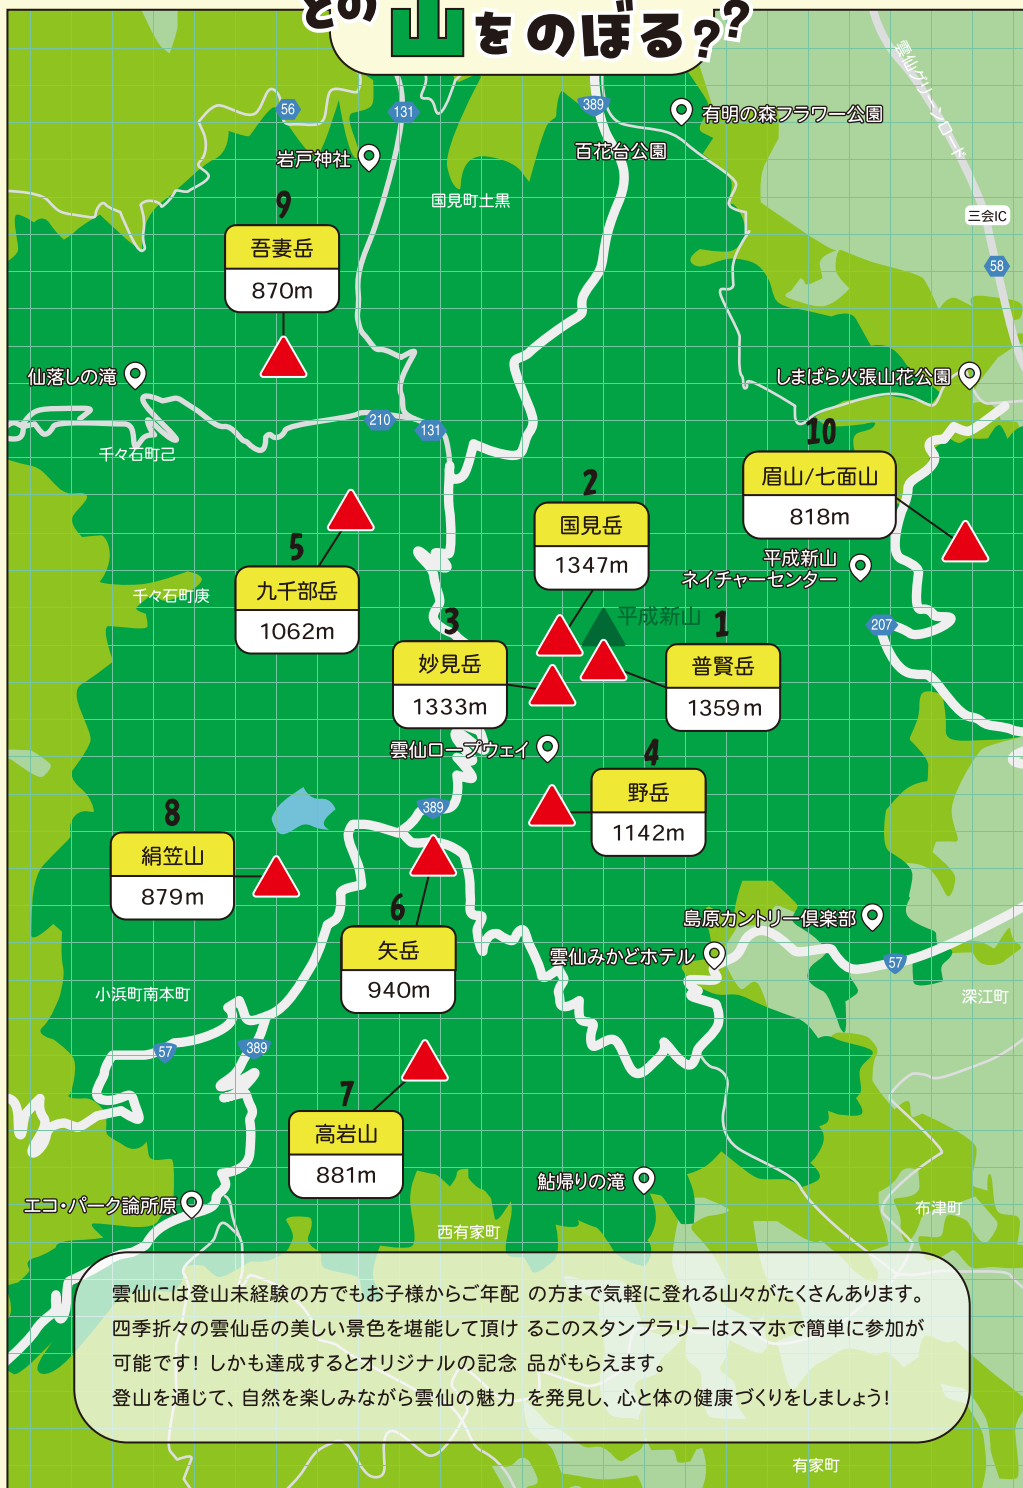 どの山をのぼる??
雲仙グリーンロード
56
131
389
有明の森フラワー公園
百花台公園
岩戸神社
国見町土黒
三会IC
58
9
吾妻岳
870m
仙落しの滝
しまばら火張山花公園
210
131
千々石町己
10
眉山/七面山
818m
2
国見岳
1347m
5
九千部岳
1062m
平成新山
ネイチャーセンター
千々石町庚
207
3
妙見岳
1333m
平成新山
1
普賢岳
1359m
雲仙ロープウェイ
4
野岳
1142m
389
8
絹笠山
879m
6
矢岳
940m
島原カントリー倶楽部
雲仙みかどホテル
57
小浜町南本町
深江町
57
389
7
高岩山
881m
鮎帰りの滝
エコ・パーク論所原
西有家町
布津町
雲仙には登山未経験の方でもお子様からご年配 の方まで気軽に登れる山々がたくさんあります。
四季折々の雲仙岳の美しい景色を堪能して頂け るこのスタンプラリーはスマホで簡単に参加が
可能です! しかも達成するとオリジナルの記念 品がもらえます。
登山を通じて、自然を楽しみながら雲仙の魅力 を発見し、心と体の健康づくりをしましょう!
有家町